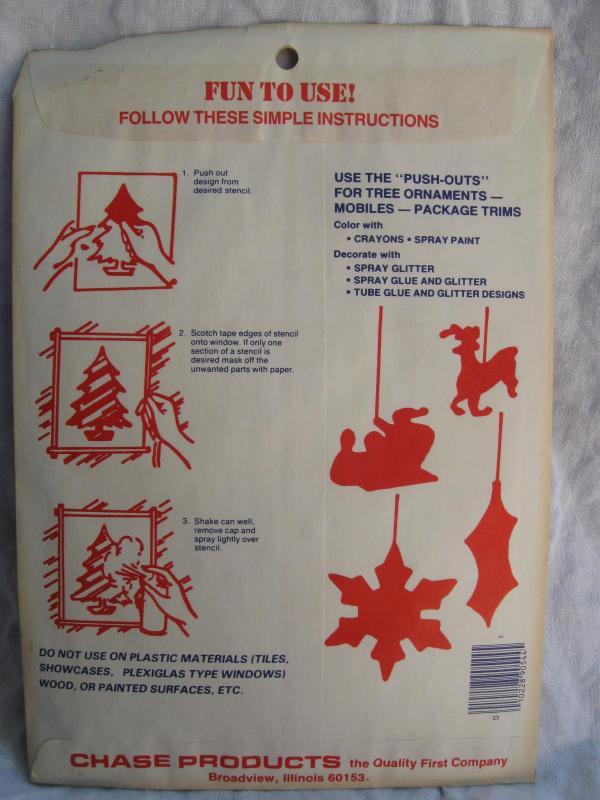 FUN TO USE!
FOLLOW THESE SIMPLE INSTRUCTIONS
1. Push out
design from
desired stencil.
2. Scotch tape edges of stencil
onto window. If only one
section of a stencil is
desired mask off the
unwanted parts with paper.
3. Shake can well,
remove cap and
spray lightly over
stencil.
DO NOT USE ON PLASTIC MATERIALS (TILES,
SHOWCASES, PLEXIGLAS TYPE WINDOWS)
WOOD, OR PAINTED SURFACES, ETC.
USE THE "PUSH-OUTS"
FOR TREE ORNAMENTS —
MOBILES — PACKAGE TRIMS
Color with
• CRAYONS • SPRAY PAINT
Decorate with
• SPRAY GLITTER
• SPRAY GLUE AND GLITTER
• TUBE GLUE AND GLITTER DESIGNS
0 10228 90544 5
CHASE PRODUCTS the Quality First Company
Broadview, Illinois 60153.